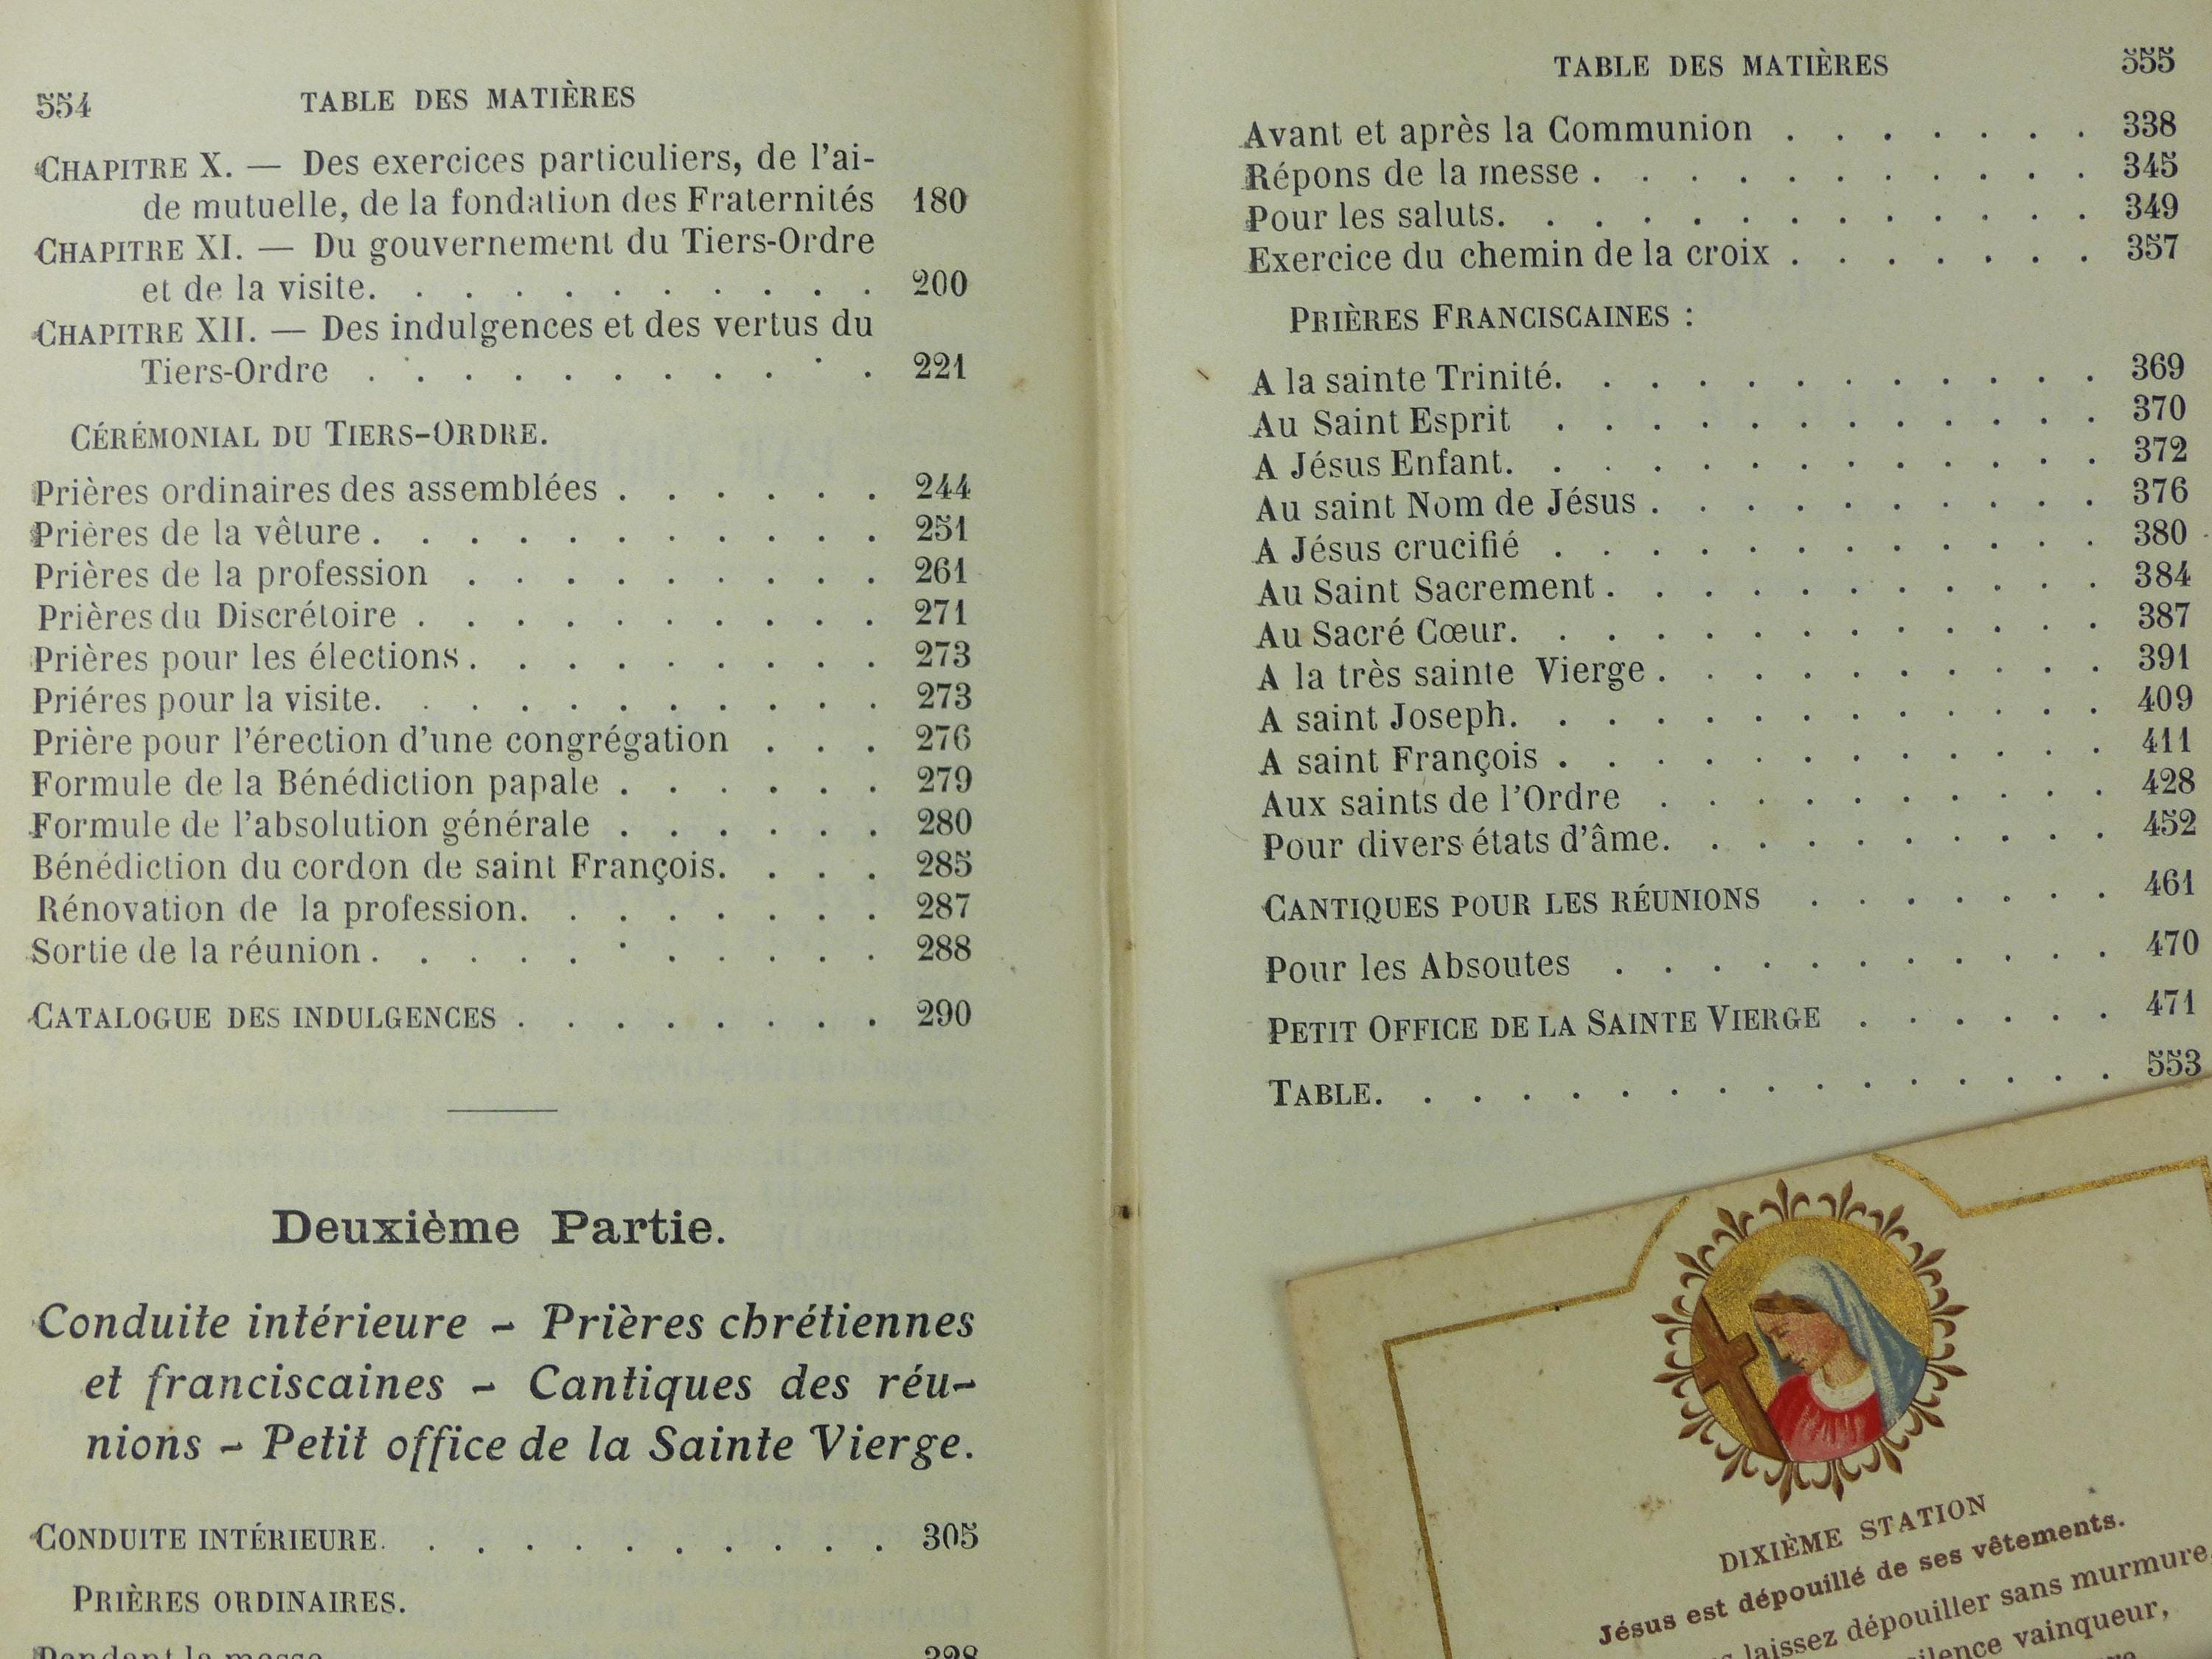 554 TABLE DES MATIÈRES
CHAPITRE X. — Des exercices particuliers, de l'ai-
de mutuelle, de la fondation des Fraternités 180
CHAPITRE XI. — Du gouvernement du Tiers-Ordre
et de la visite. . . . . . . . . . . 200
CHAPITRE XII. — Des indulgences et des vertus du
Tiers-Ordre . . . . . . . . . . . 221
CÉRÉMONIAL DU TIERS-ORDRE.
Prières ordinaires des assemblées . . . . . . 244
Prières de la vêture . . . . . . . . . . . 251
Prières de la profession . . . . . . . . . 261
Prières du Discrétoire . . . . . . . . . . 271
Prières pour les élections . . . . . . . . . 273
Priéres pour la visite. . . . . . . . . . . 273
Prière pour l'érection d'une congrégation . . . 276
Formule de la Bénédiction papale . . . . . . 279
Formule de l'absolution générale . . . . . . 280
Bénédiction du cordon de saint François. . . . 285
Rénovation de la profession. . . . . . . . 287
Sortie de la réunion . . . . . . . . . . . 288
CATALOGUE DES INDULGENCES . . . . . . . . 290
Deuxième Partie.
Conduite intérieure - Prières chrétiennes
et franciscaines - Cantiques des réu-
nions - Petit office de la Sainte Vierge.
CONDUITE INTÉRIEURE. . . . . . . . . . . 305
PRIÈRES ORDINAIRES.
Pendant la messe 328
TABLE DES MATIÈRES 555
Avant et après la Communion . . . . . . . 338
Répons de la messe . . . . . . . . . . . 345
Pour les saluts. . . . . . . . . . . . . 349
Exercice du chemin de la croix . . . . . . . 357
PRIÈRES FRANCISCAINES :
A la sainte Trinité. . . . . . . . . . . . 369
Au Saint Esprit . . . . . . . . . . . . 370
A Jésus Enfant. . . . . . . . . . . . . 372
Au saint Nom de Jésus . . . . . . . . . . 376
A Jésus crucifié . . . . . . . . . . . . 380
Au Saint Sacrement . . . . . . . . . . . 384
Au Sacré Cœur. . . . . . . . . . . . . 387
A la très sainte Vierge . . . . . . . . . . 391
A saint Joseph. . . . . . . . . . . . . 409
A saint François . . . . . . . . . . . . 411
Aux saints de l'Ordre . . . . . . . . . . 428
Pour divers états d'âme. . . . . . . . . . 452
CANTIQUES POUR LES RÉUNIONS . . . . . . . 461
Pour les Absoutes . . . . . . . . . . . 470
PETIT OFFICE DE LA SAINTE VIERGE . . . . . . 471
TABLE. . . . . . . . . . . . . . . . 553
DIXIÈME STATION
Jésus est dépouillé de ses vêtements.
laissez dépouiller sans murmure,
vainqueur,